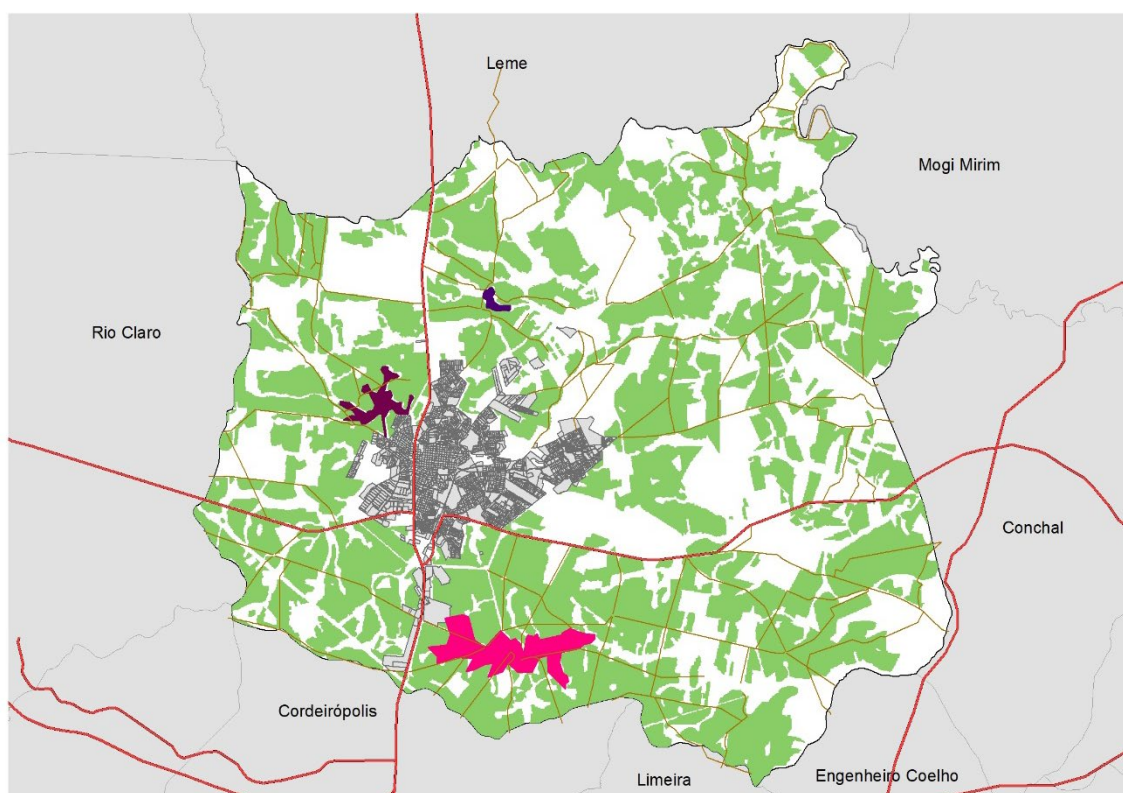 Leme
Mogi Mirim
Rio Claro
Conchal
Cordeirópolis
Limeira
Engenheiro Coelho